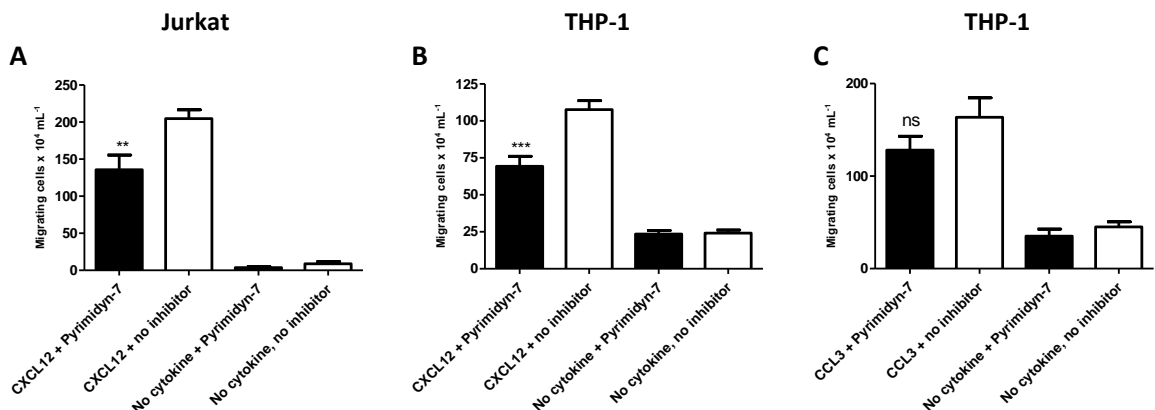 Jurkat
THP-1
THP-1
A
B
C
Migrating cells x 10⁴ mL⁻¹
250
200
150
100
50
0
**
CXCL12 + Pyrimidyn-7
CXCL12 + no inhibitor
No cytokine + Pyrimidyn-7
No cytokine, no inhibitor
Migrating cells x 10⁴ mL⁻¹
125
100
75
50
25
0
***
CXCL12 + Pyrimidyn-7
CXCL12 + no inhibitor
No cytokine + Pyrimidyn-7
No cytokine, no inhibitor
Migrating cells x 10⁴ mL⁻¹
200
100
0
ns
CCL3 + Pyrimidyn-7
CCL3 + no inhibitor
No cytokine + Pyrimidyn-7
No cytokine, no inhibitor